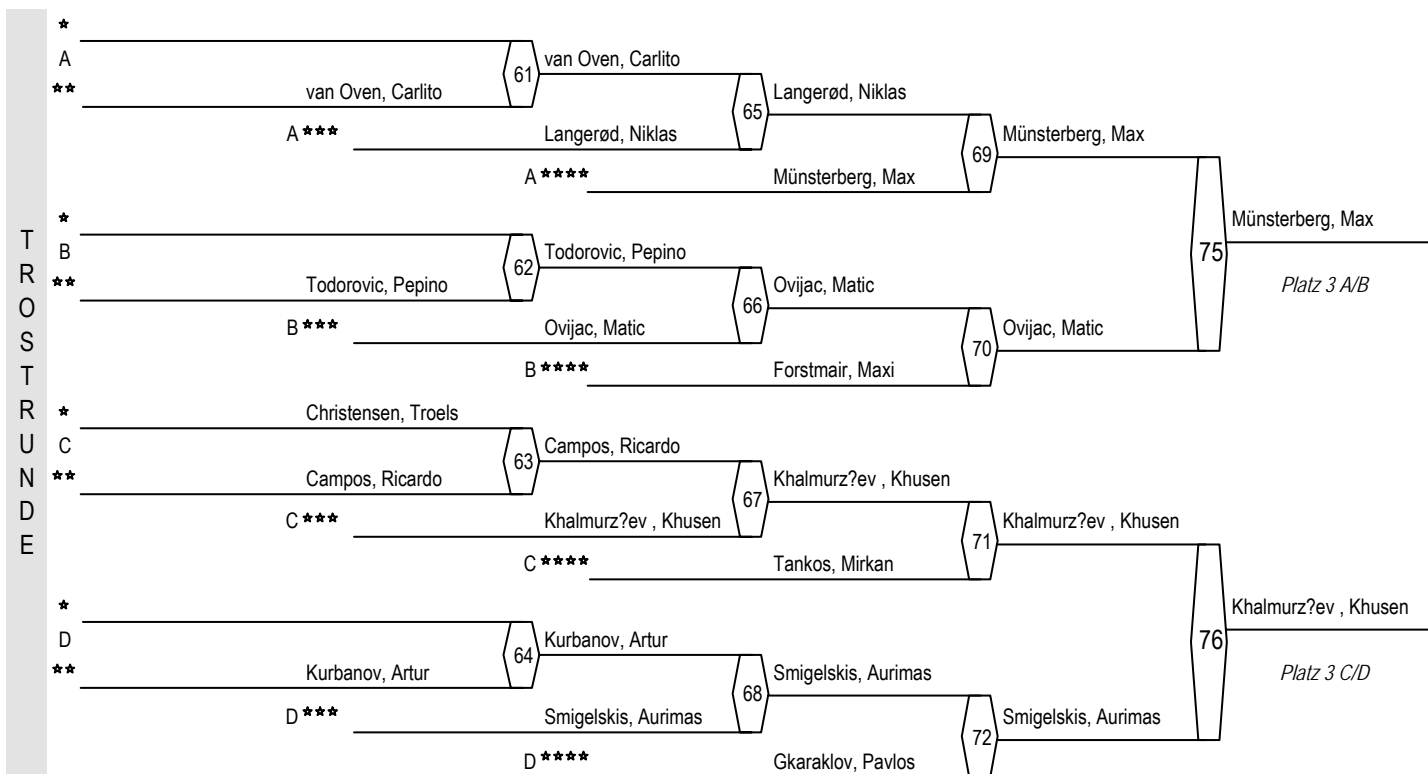 TROSTRUNDE
*
A
van Oven, Carlito
61
**
van Oven, Carlito
Langerød, Niklas
65
A ***
Langerød, Niklas
Münsterberg, Max
69
A ****
Münsterberg, Max
*
B
Todorovic, Pepino
62
**
Todorovic, Pepino
Ovijac, Matic
66
B ***
Ovijac, Matic
Ovijac, Matic
70
B ****
Forstmair, Maxi
Münsterberg, Max
75
Platz 3 A/B
*
Christensen, Troels
C
Campos, Ricardo
63
**
Campos, Ricardo
Khalmurz?ev , Khusen
67
C ***
Khalmurz?ev , Khusen
Khalmurz?ev , Khusen
71
C ****
Tankos, Mirkan
*
D
Kurbanov, Artur
64
**
Kurbanov, Artur
Smigelskis, Aurimas
68
D ***
Smigelskis, Aurimas
Smigelskis, Aurimas
72
D ****
Gkaraklov, Pavlos
Khalmurz?ev , Khusen
76
Platz 3 C/D